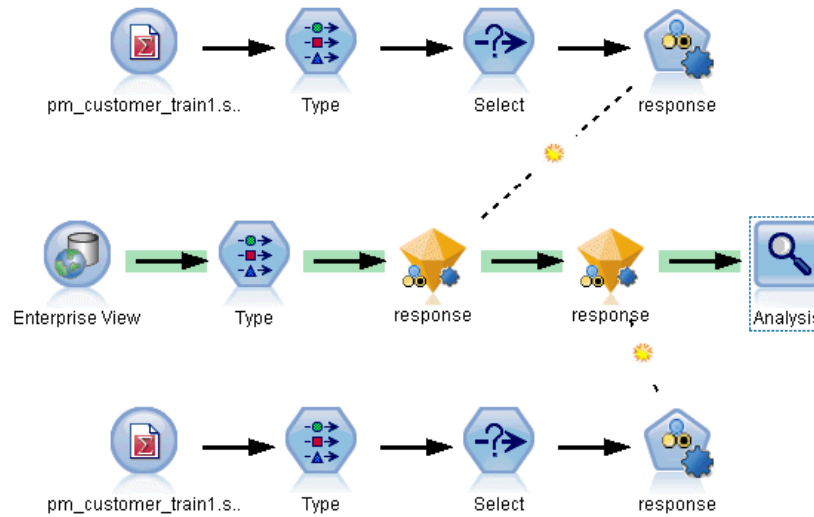 pm_customer_train1.s..
Type
Select
response
Enterprise View
Type
response
response
Analysis
pm_customer_train1.s..
Type
Select
response